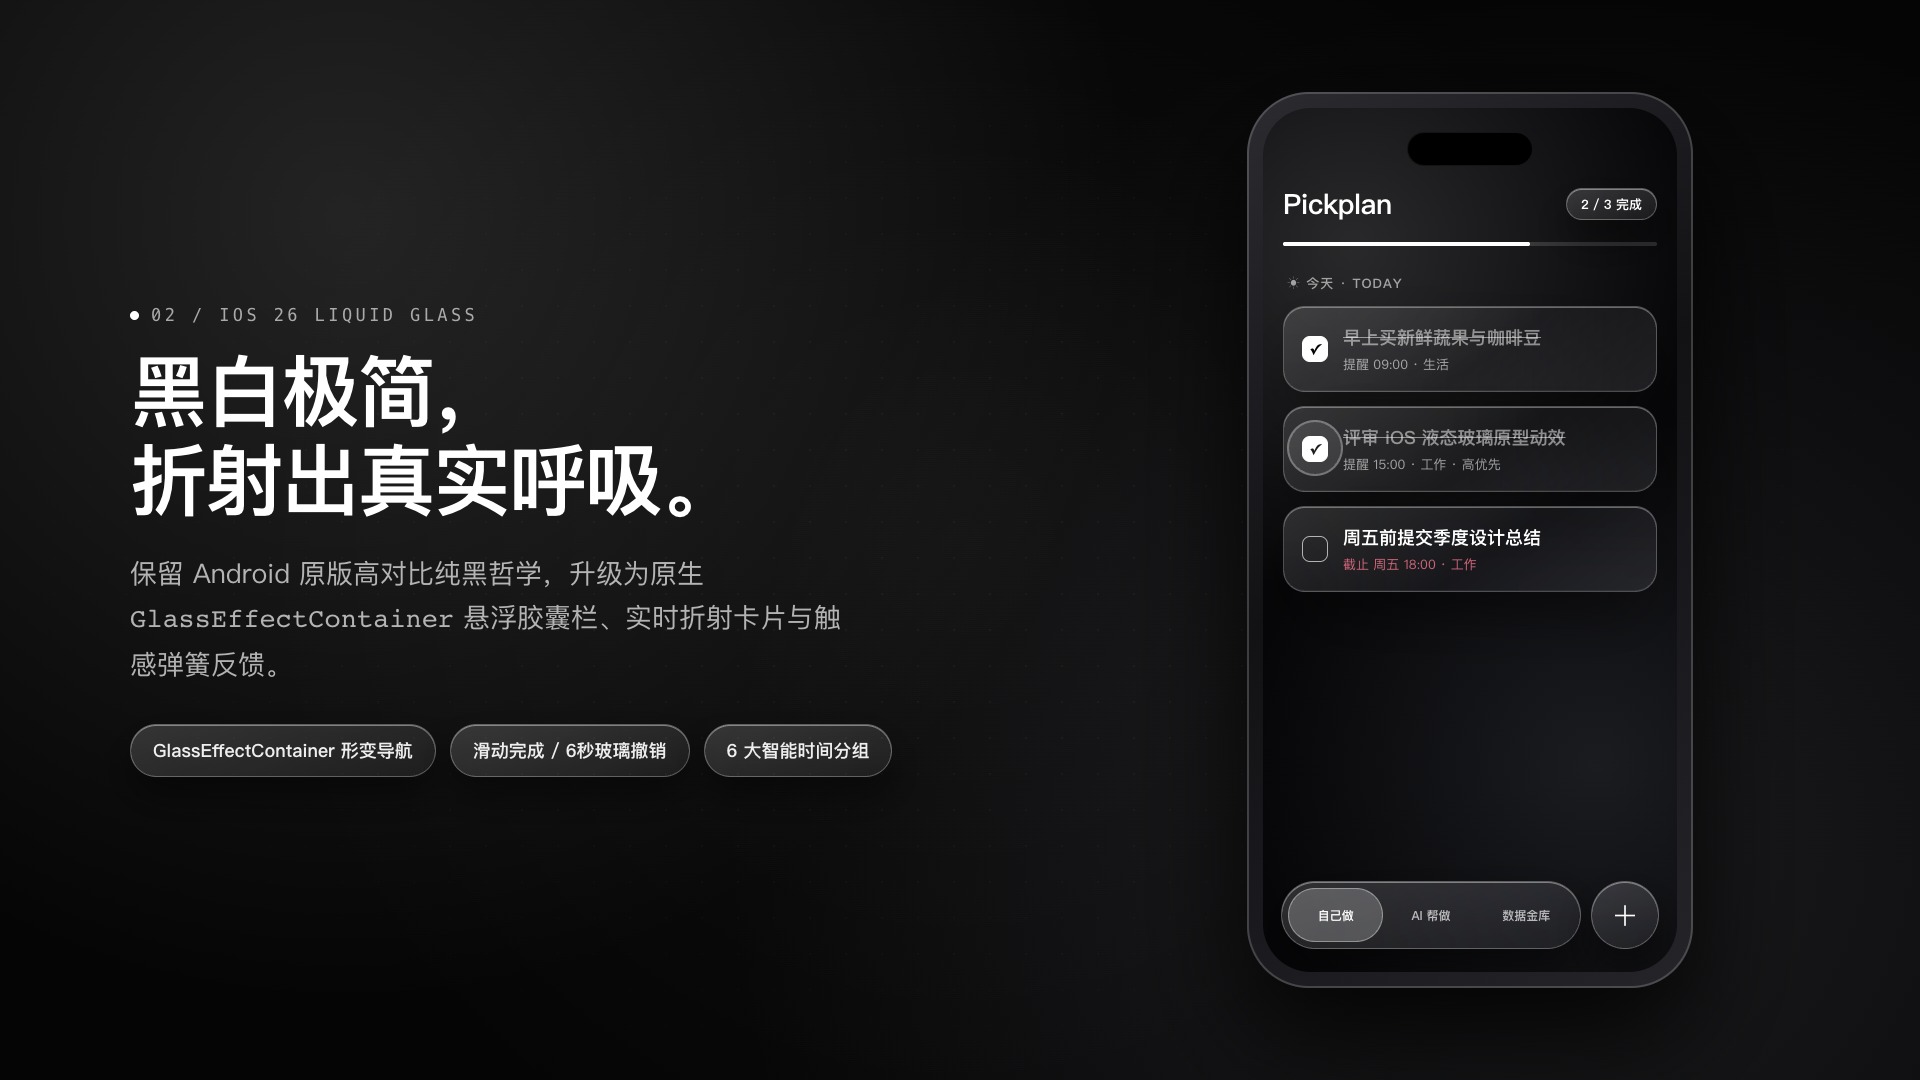 02 / IOS 26 LIQUID GLASS
黑白极简，
折射出真实呼吸。
保留 Android 原版高对比纯黑哲学，升级为原生
GlassEffectContainer 悬浮胶囊栏、实时折射卡片与触
感弹簧反馈。
GlassEffectContainer 形变导航
滑动完成 / 6秒玻璃撤销
6 大智能时间分组
Pickplan
2 / 3 完成
今天 · TODAY
早上买新鲜蔬果与咖啡豆
提醒 09:00 · 生活
评审 iOS 液态玻璃原型动效
提醒 15:00 · 工作 · 高优先
周五前提交季度设计总结
截止 周五 18:00 · 工作
自己做
AI 帮做
数据金库